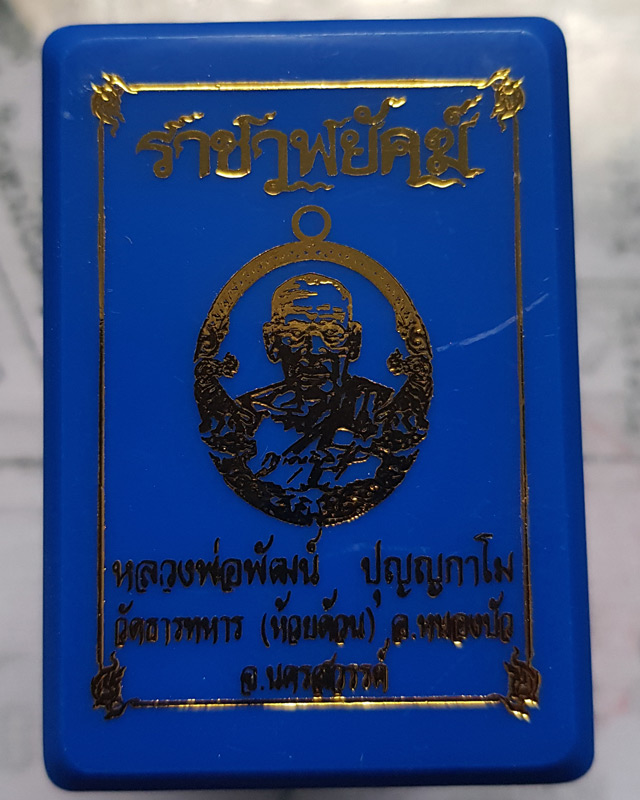 ราชาพยัคฆ์
หลวงพ่อพัฒน์ ปุญญกาโม
วัดธารทหาร (ห้วยด้วน) อ.หนองบัว
จ.นครสวรรค์